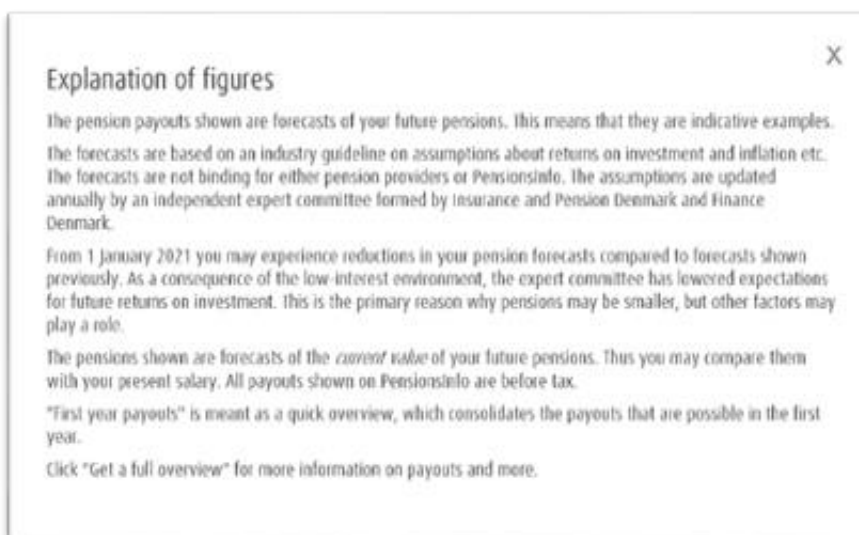 X
Explanation of figures
The pension payouts shown are forecasts of your future pensions. This means that they are indicative examples.
The forecasts are based on an industry guideline on assumptions about returns on investment and inflation etc.
The forecasts are not binding for either pension providers or PensionsInfo. The assumptions are updated
annually by an independent expert committee formed by Insurance and Pension Denmark and Finance
Denmark.
From 1 January 2021 you may experience reductions in your pension forecasts compared to forecasts shown
previously. As a consequence of the low-interest environment, the expert committee has lowered expectations
for future returns on investment. This is the primary reason why pensions may be smaller, but other factors may
play a role.
The pensions shown are forecasts of the current value of your future pensions. Thus you may compare them
with your present salary. All payouts shown on PensionsInfo are before tax.
"First year payouts" is meant as a quick overview, which consolidates the payouts that are possible in the first
year.
Click "Get a full overview" for more information on payouts and more.